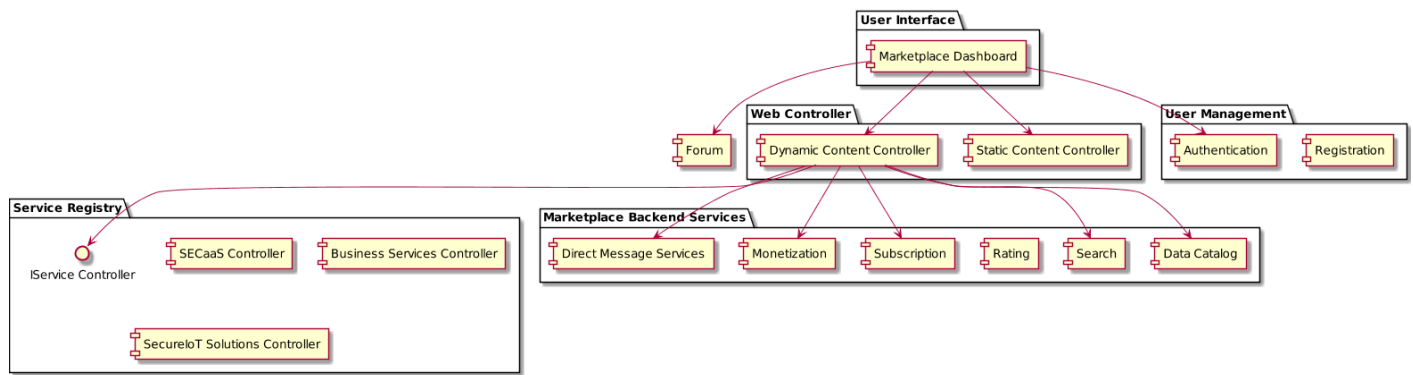 User Interface
Marketplace Dashboard
Web Controller
User Management
Forum
Dynamic Content Controller
Static Content Controller
Authentication
Registration
Service Registry
Marketplace Backend Services
IService Controller
SECaaS Controller
Business Services Controller
Direct Message Services
Monetization
Subscription
Rating
Search
Data Catalog
SecureIoT Solutions Controller